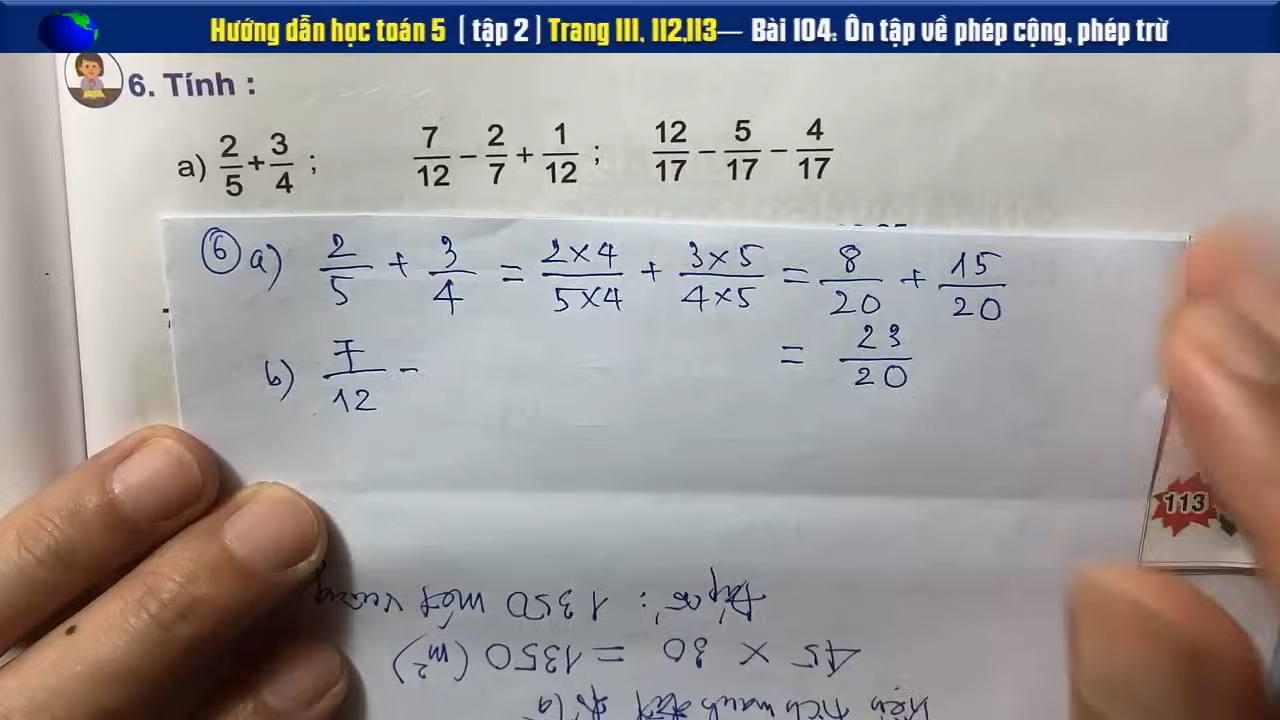 Hướng dẫn học toán 5 ( tập 2 ) Trang 111, 112,113— Bài 104: Ôn tập về phép cộng, phép trừ
6. Tính :
a) 2/5 + 3/4 ; 7/12 − 2/7 + 1/12 ; 12/17 − 5/17 − 4/17
6 a) 2/5 + 3/4 = 2×4/5×4 + 3×5/4×5 = 8/20 + 15/20
= 23/20
b) 7/12 −
113
Đáp số : 1350 mét vuông
45 × 30 = 1350 (m²)